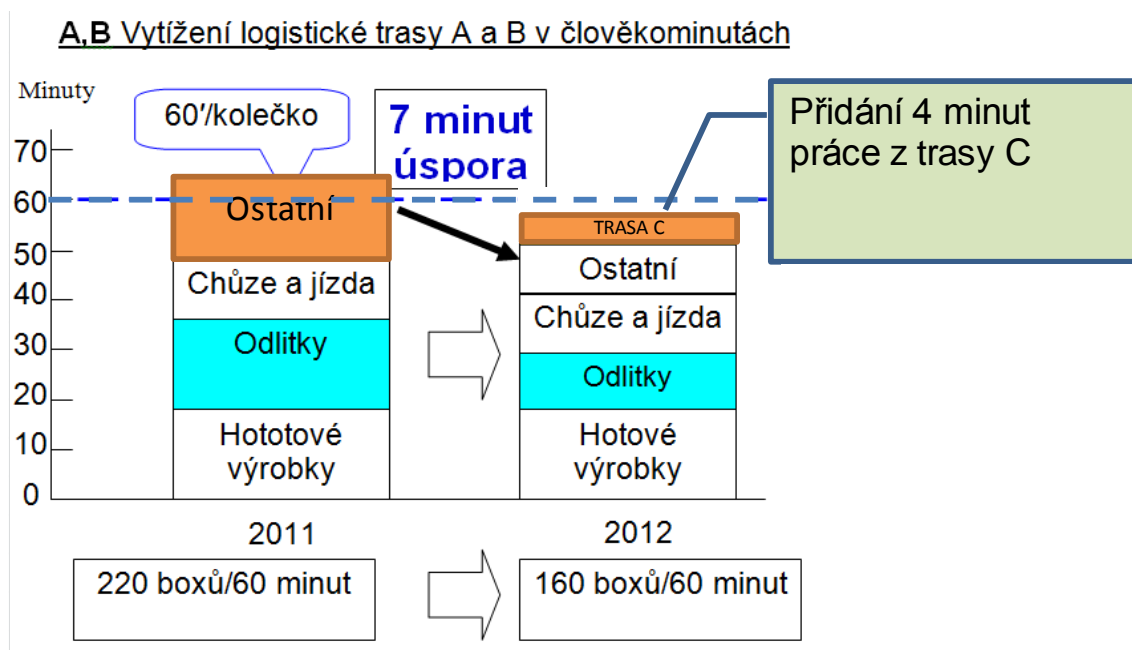 A,B Vytížení logistické trasy A a B v člověkominutách
Minuty
60'/kolečko
7 minut
úspora
Přidání 4 minut
práce z trasy C
70
60
50
40
30
20
10
0
Ostatní
Chůze a jízda
Odlitky
Hototové
výrobky
TRASA C
Ostatní
Chůze a jízda
Odlitky
Hotové
výrobky
2011
2012
220 boxů/60 minut
160 boxů/60 minut